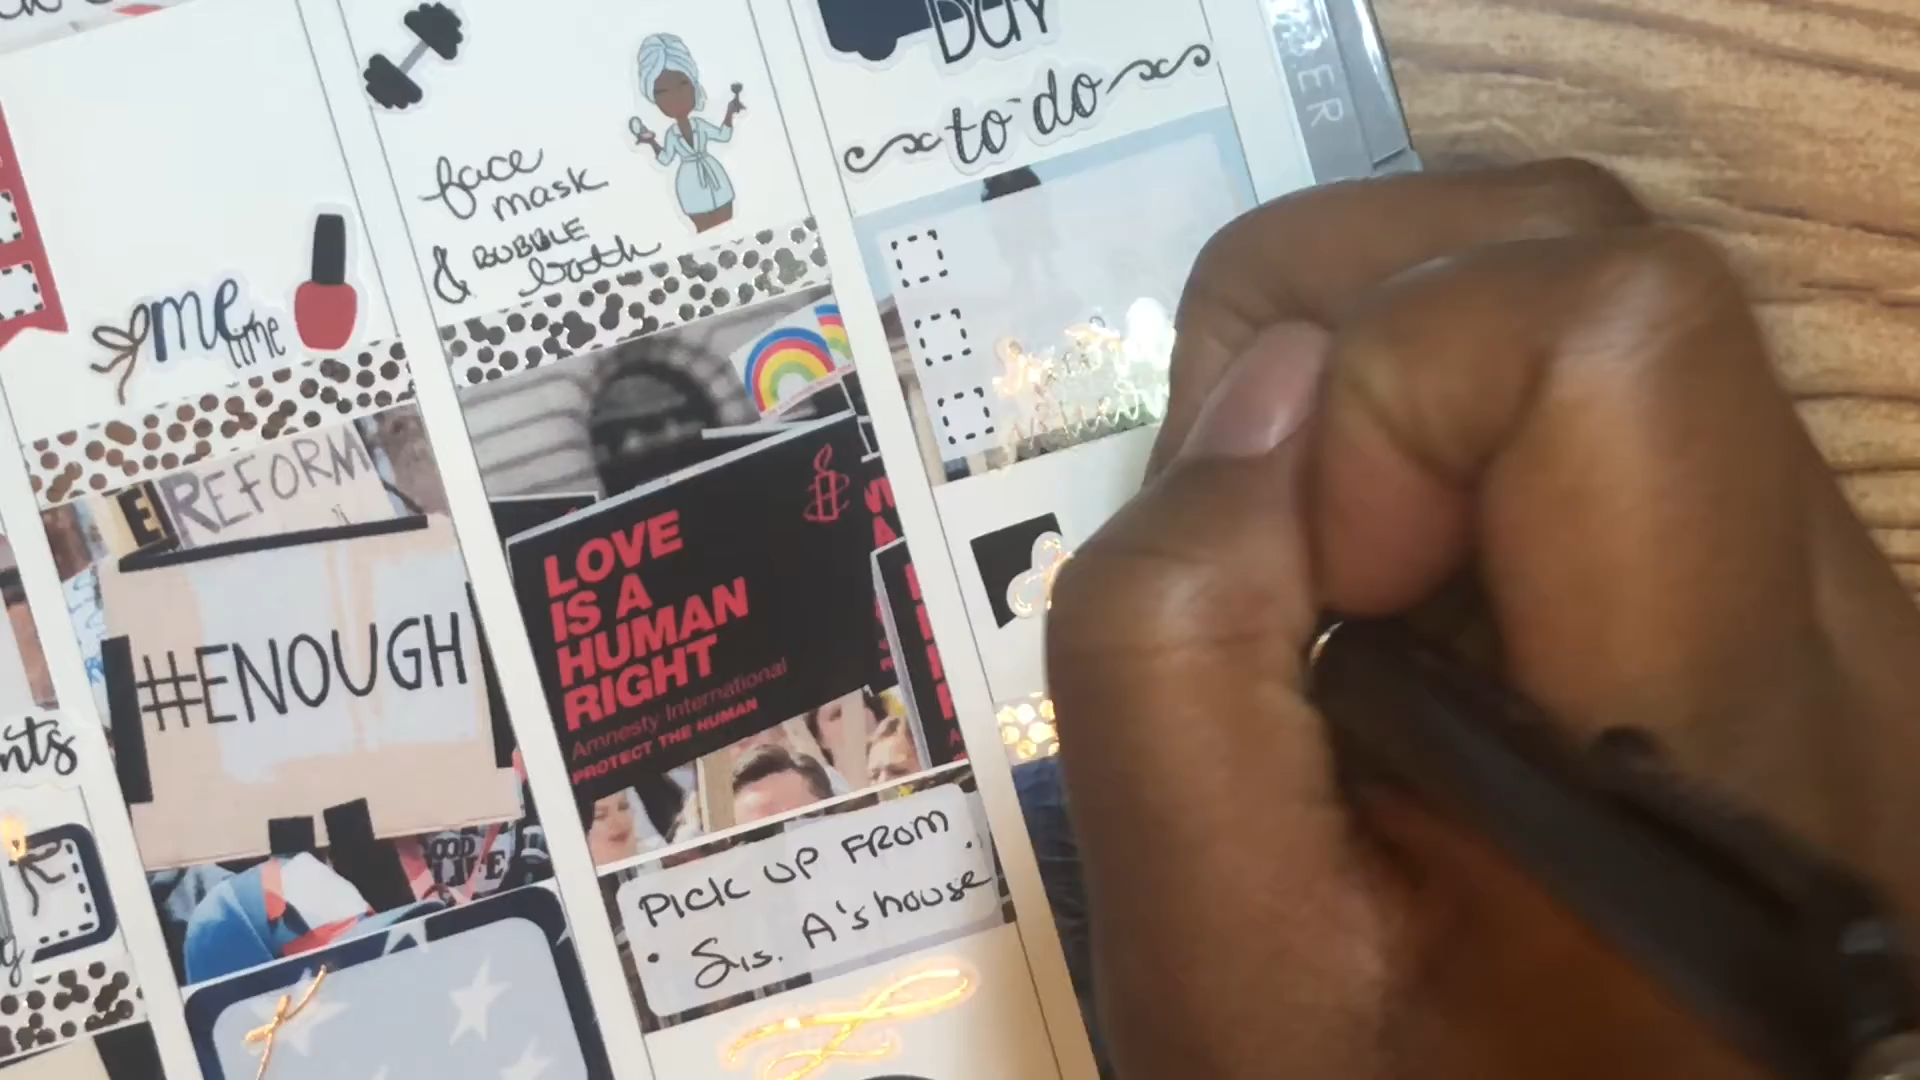 DAY
to do
face
mask
& BUBBLE
bath
me
time
REFORM
#ENOUGH
LOVE
IS A
HUMAN
RIGHT
Amnesty International
PROTECT THE HUMAN
PICK UP FROM
• Sis. A's house